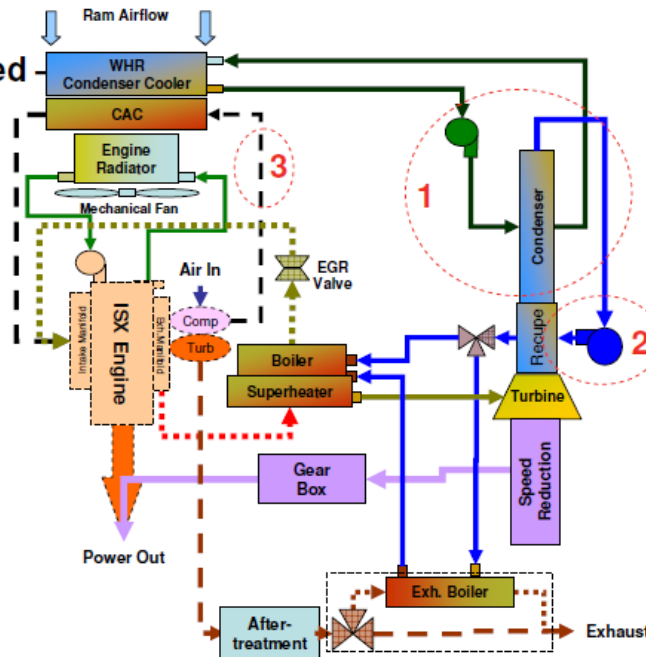 Ram Airflow
ed
WHR
Condenser Cooler
CAC
Engine
Radiator
Mechanical Fan
3
1
Condenser
Air In
EGR
Valve
Intake Manifold
ISX Engine
Exh. Manifold
Comp
Turb
Boiler
Superheater
Recupe
2
Turbine
Gear
Box
Speed
Reduction
Power Out
Exh. Boiler
After-
treatment
Exhaust